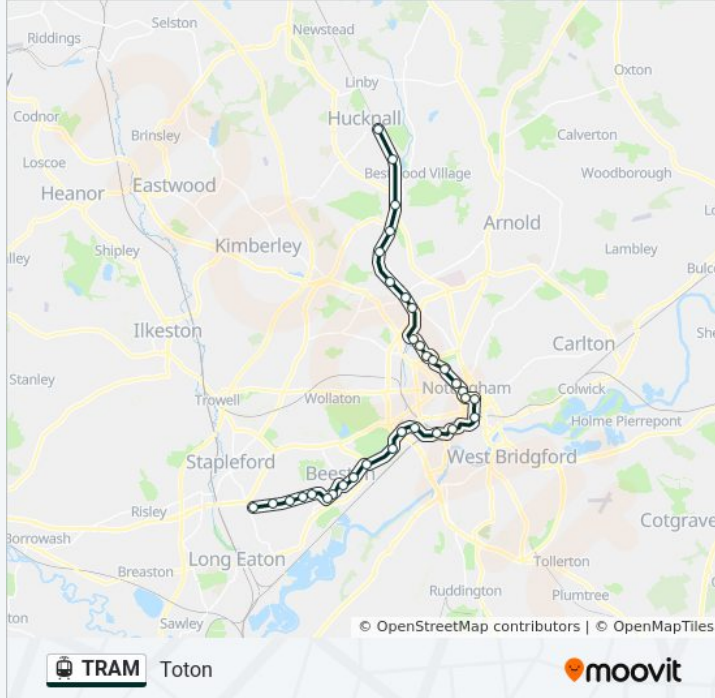 Selston
Riddings
Newstead
Linby
Oxton
Codnor
Hucknall
Brinsley
Calverton
Loscoe
Bestwood Village
Woodborough
Heanor
Eastwood
Arnold
Shipley
Kimberley
Lambley
Ilkeston
Carlton
Stanley
Nottingham
Colwick
Trowell
Wollaton
Holme Pierrepont
Stapleford
Beeston
West Bridgford
Risley
Cotgrave
Borrowash
Long Eaton
Breaston
Tollerton
Ruddington
Plumtree
Sawley
© OpenStreetMap contributors | © OpenMapTiles
TRAM Toton
moovit